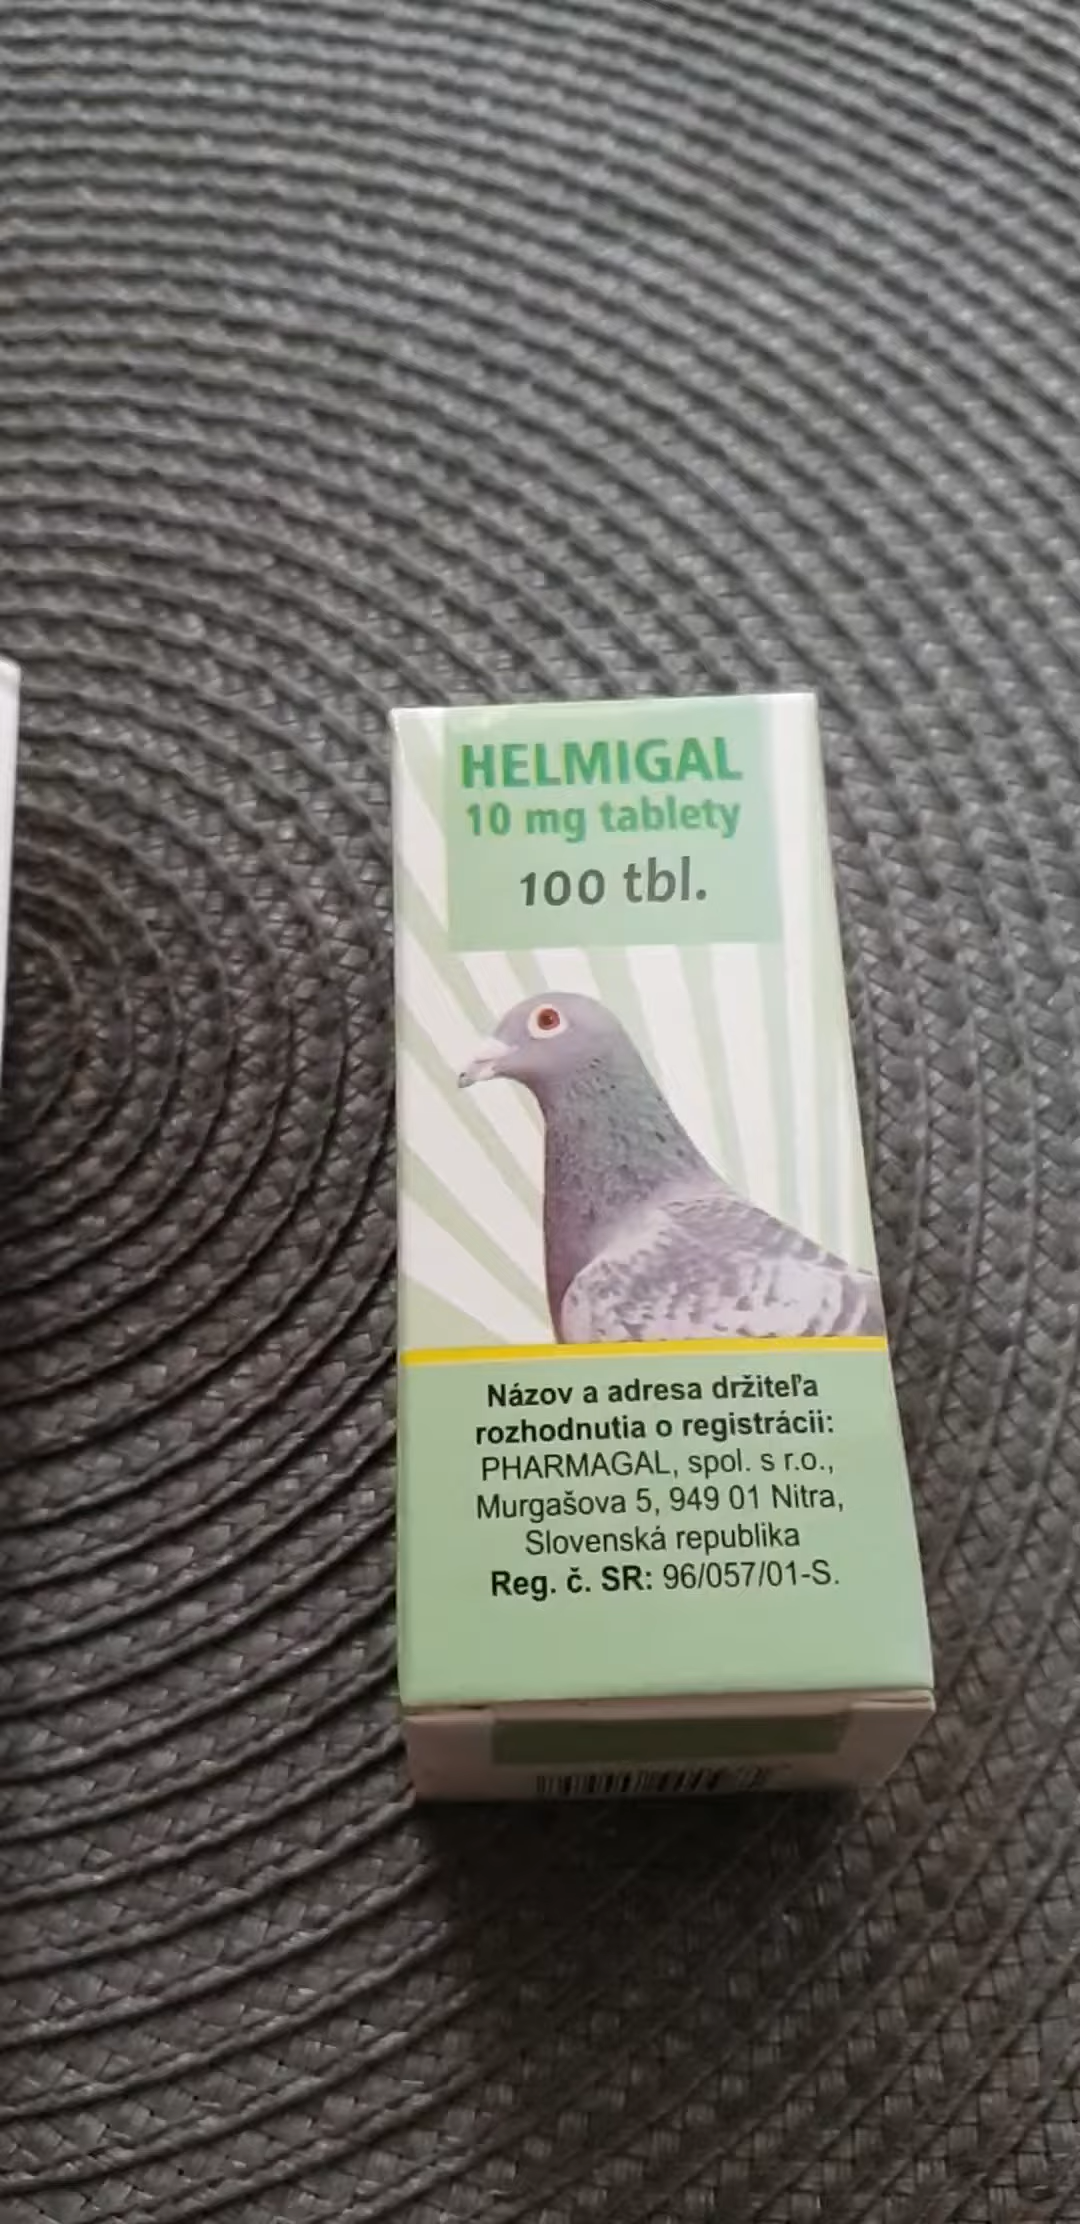 HELMIGAL
10 mg tablety
100 tbl.
Názov a adresa držiteľa
rozhodnutia o registrácii:
PHARMAGAL, spol. s r.o.,
Murgašova 5, 949 01 Nitra,
Slovenská republika
Reg. č. SR: 96/057/01-S.